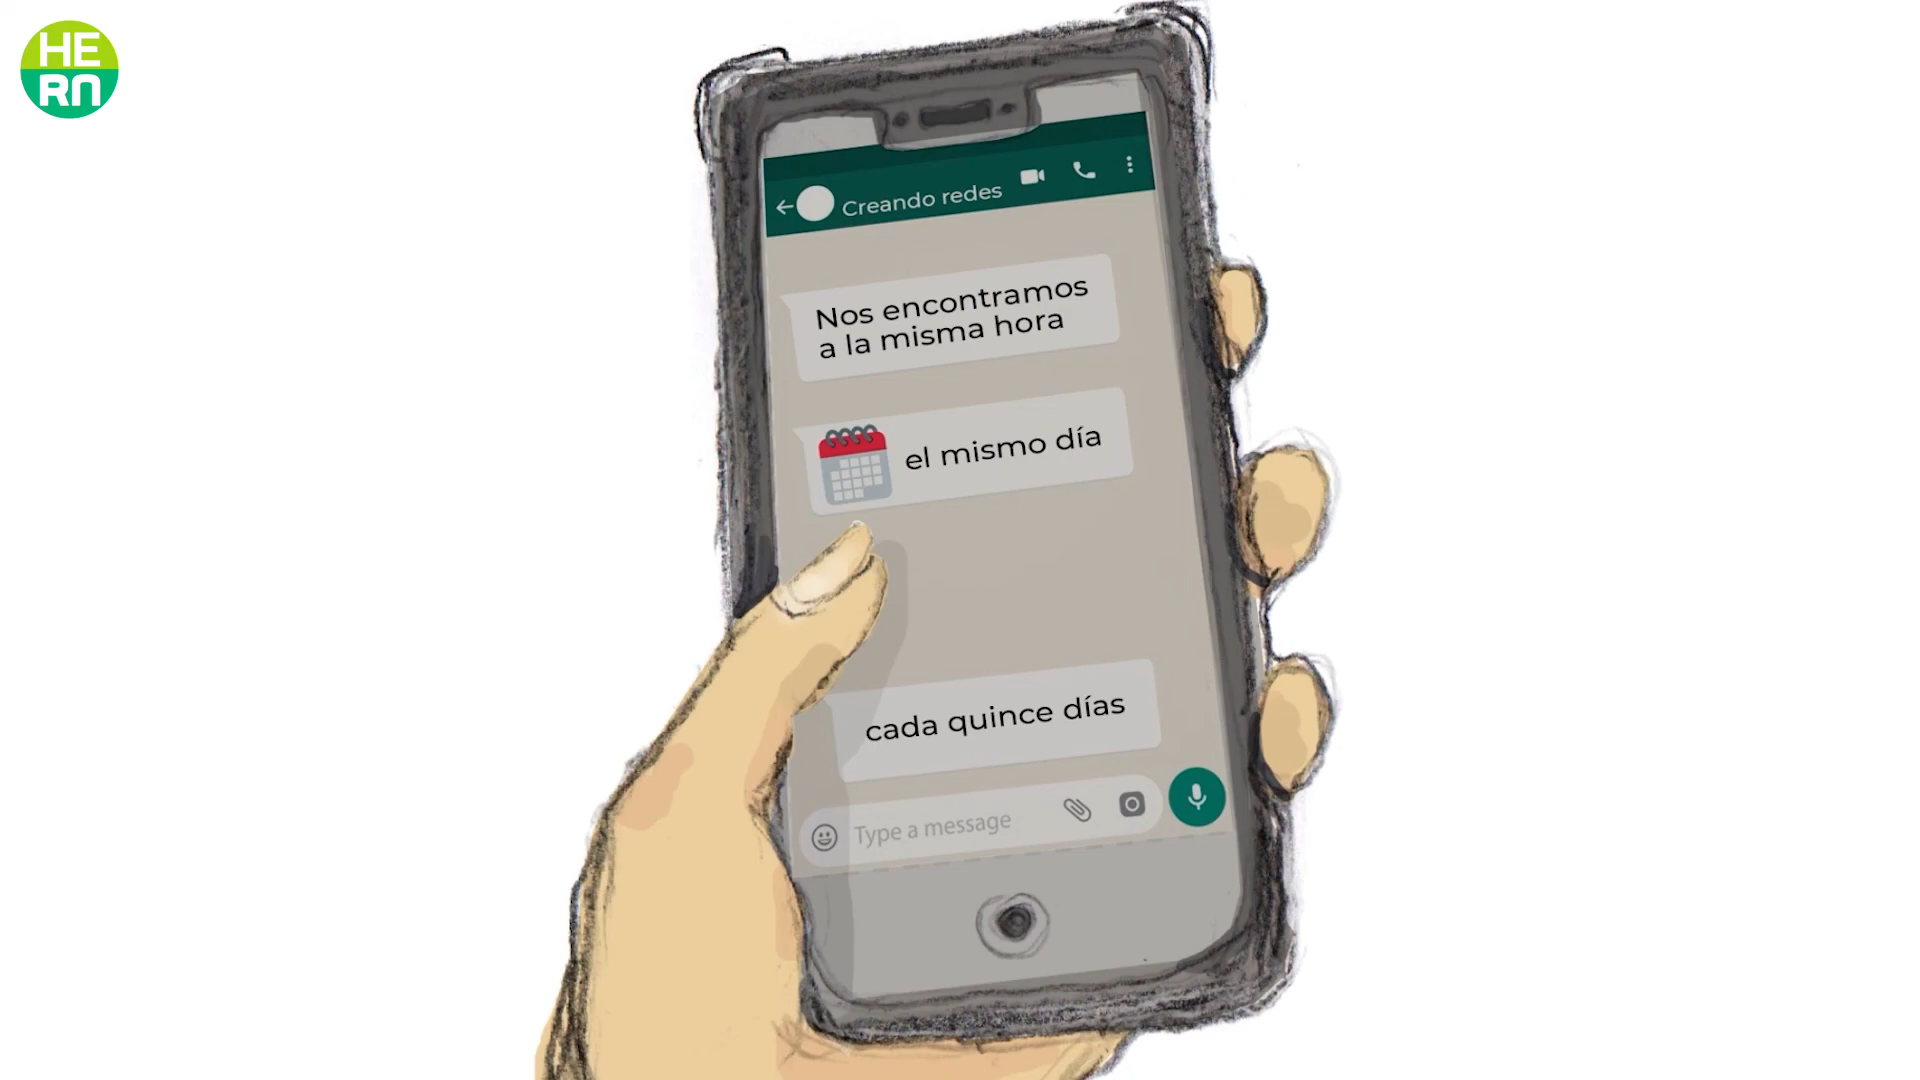 HE
RN
Creando redes
Nos encontramos
a la misma hora
el mismo día
cada quince días
Type a message